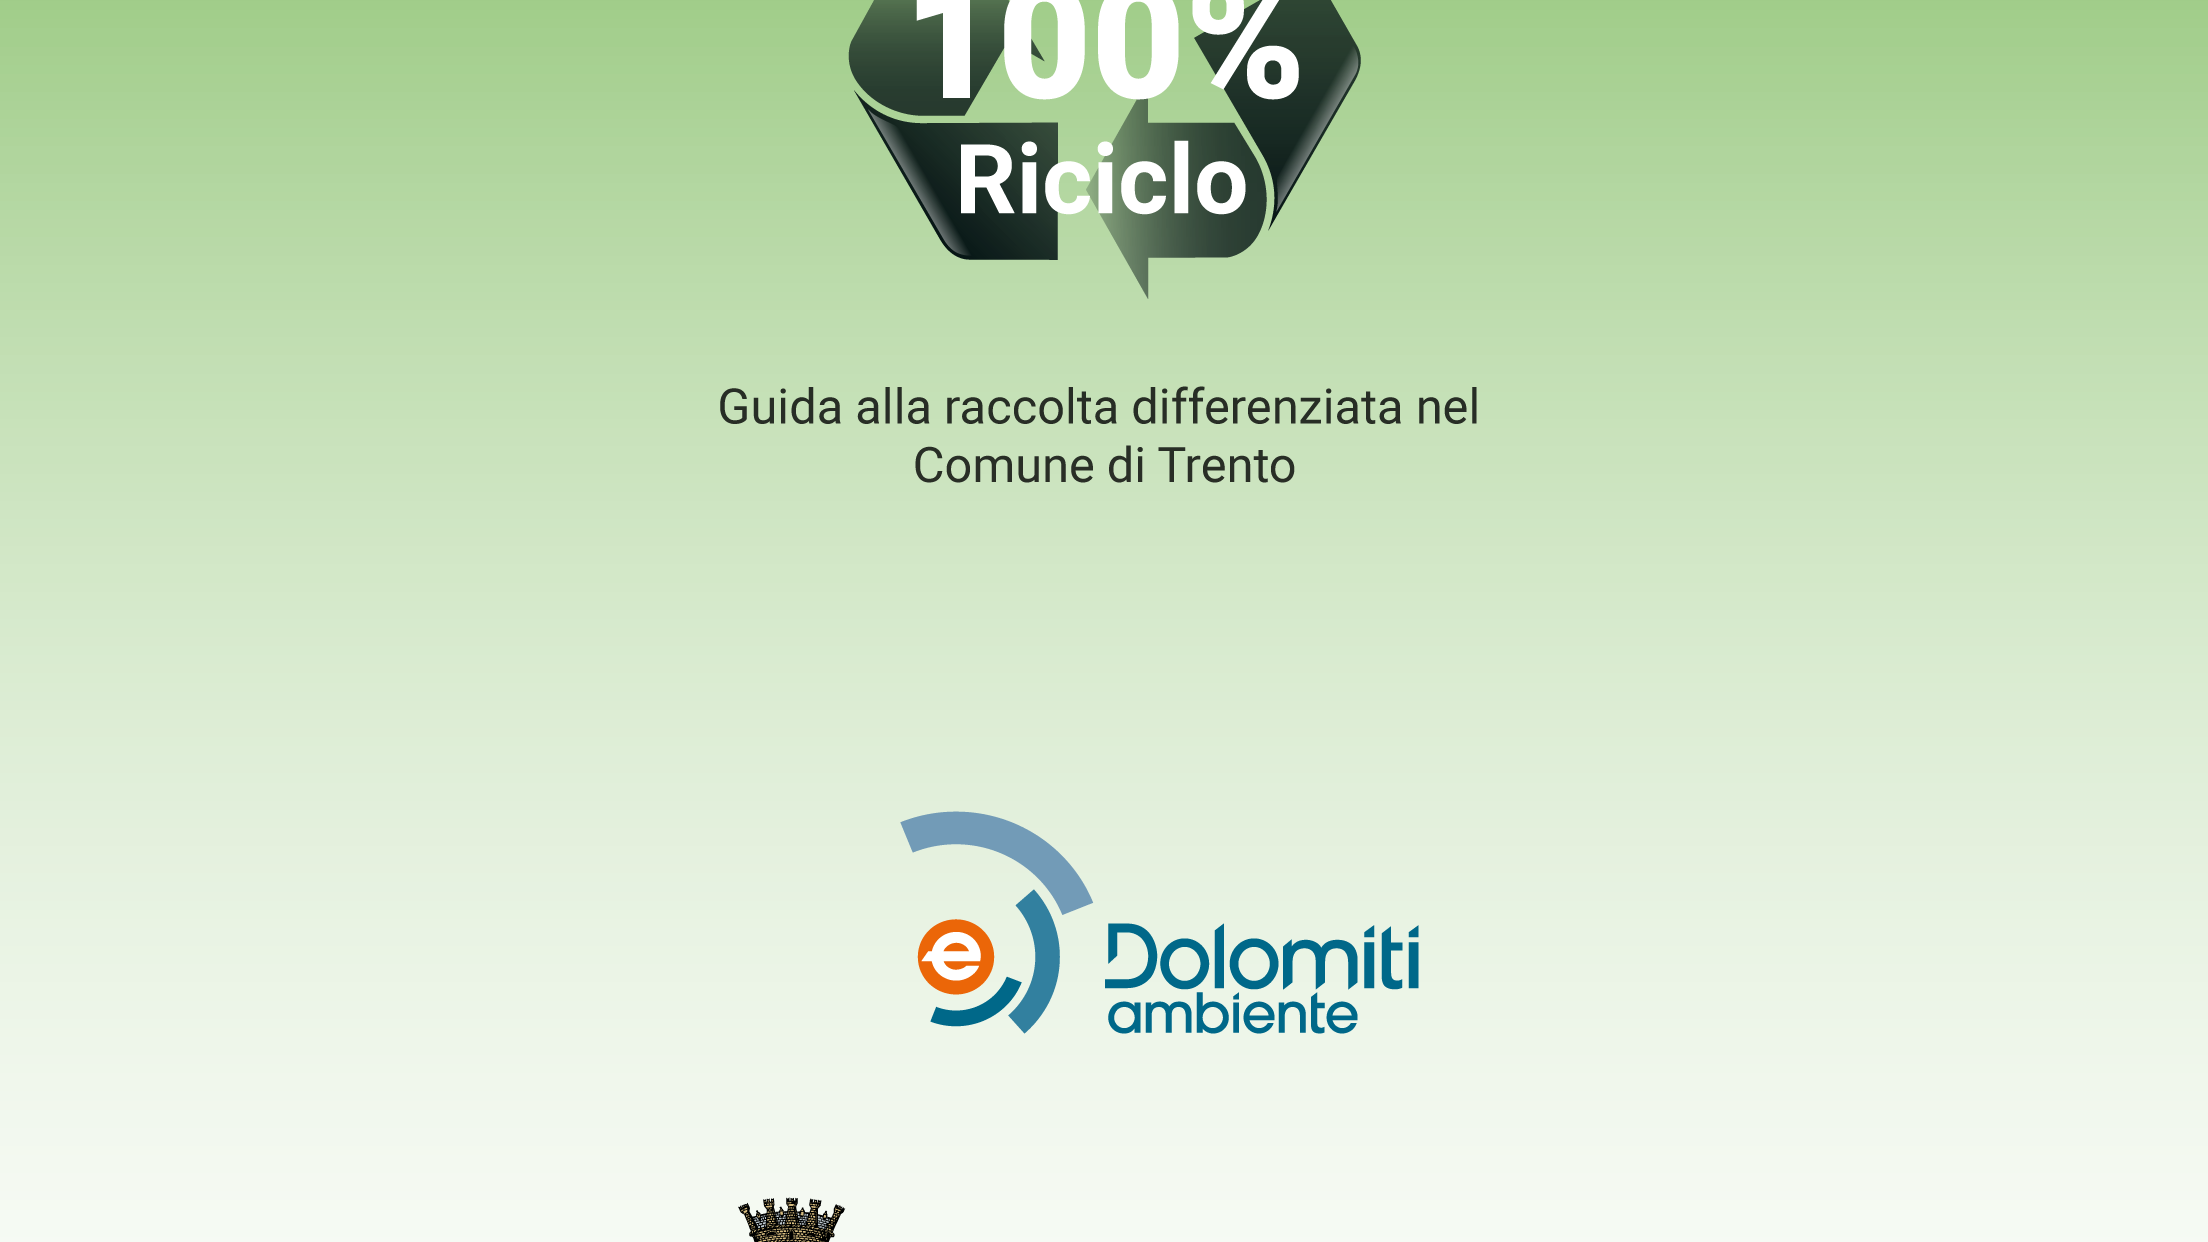 100%
Riciclo
Guida alla raccolta differenziata nel
Comune di Trento
e
Dolomiti
ambiente